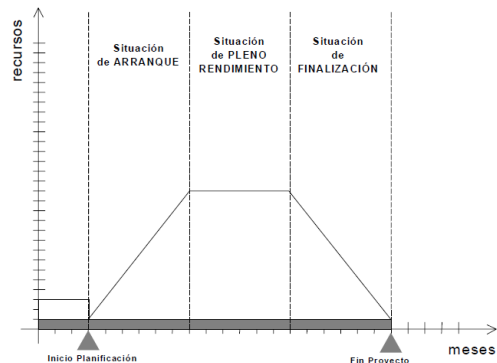 recursos
Situación
de ARRANQUE
Situación
de PLENO
RENDIMIENTO
Situación
de
FINALIZACIÓN
meses
Inicio Planificación
Fin Proyecto